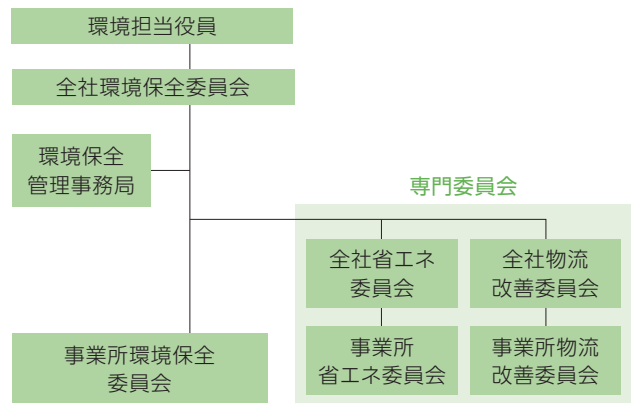 環境担当役員
全社環境保全委員会
環境保全
管理事務局
専門委員会
全社省エネ
委員会
全社物流
改善委員会
事業所環境保全
委員会
事業所
省エネ委員会
事業所物流
改善委員会